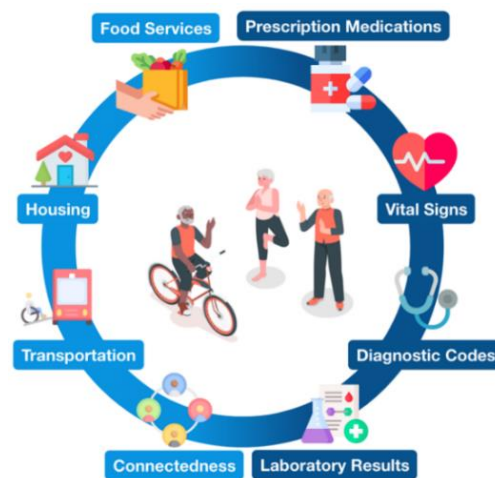 Food Services
Prescription Medications
Housing
Vital Signs
Transportation
Diagnostic Codes
Connectedness
Laboratory Results